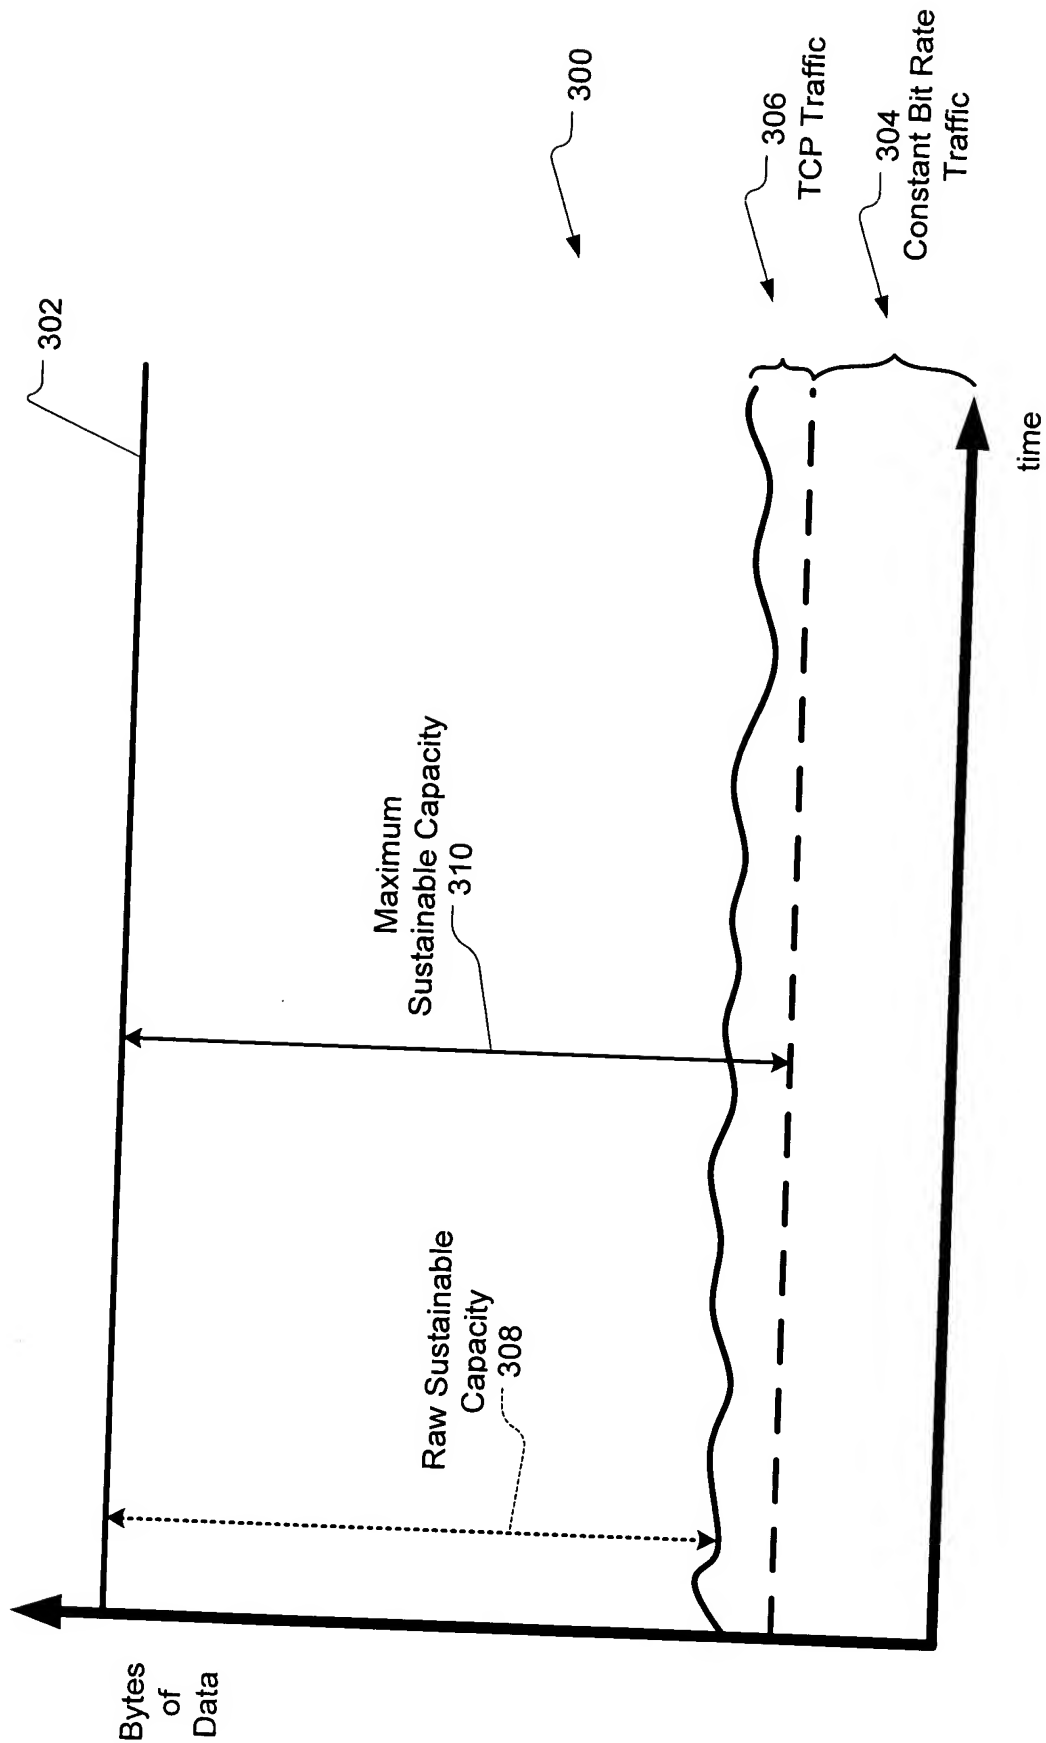 Bytes
of
Data
302
Raw Sustainable
Capacity
308
Maximum
Sustainable Capacity
310
300
306
TCP Traffic
304
Constant Bit Rate
Traffic
time